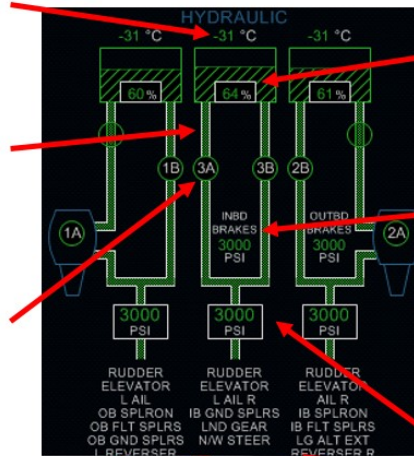 HYDRAULIC
-31 °C -31 °C -31 °C
60 % 64 % 61 %
1B 3A 3B 2B
1A INBD BRAKES 3000 PSI OUTBD BRAKES 3000 PSI 2A
3000 PSI 3000 PSI 3000 PSI
RUDDER
ELEVATOR
L AIL
OB SPLRON
OB FLT SPLRS
OB GND SPLRS
L REVERSER
RUDDER
ELEVATOR
L AIL R
IB GND SPLRS
LND GEAR
N/W STEER
RUDDER
ELEVATOR
AIL R
IB SPLRON
IB FLT SPLRS
LG ALT EXT
REVERSER R